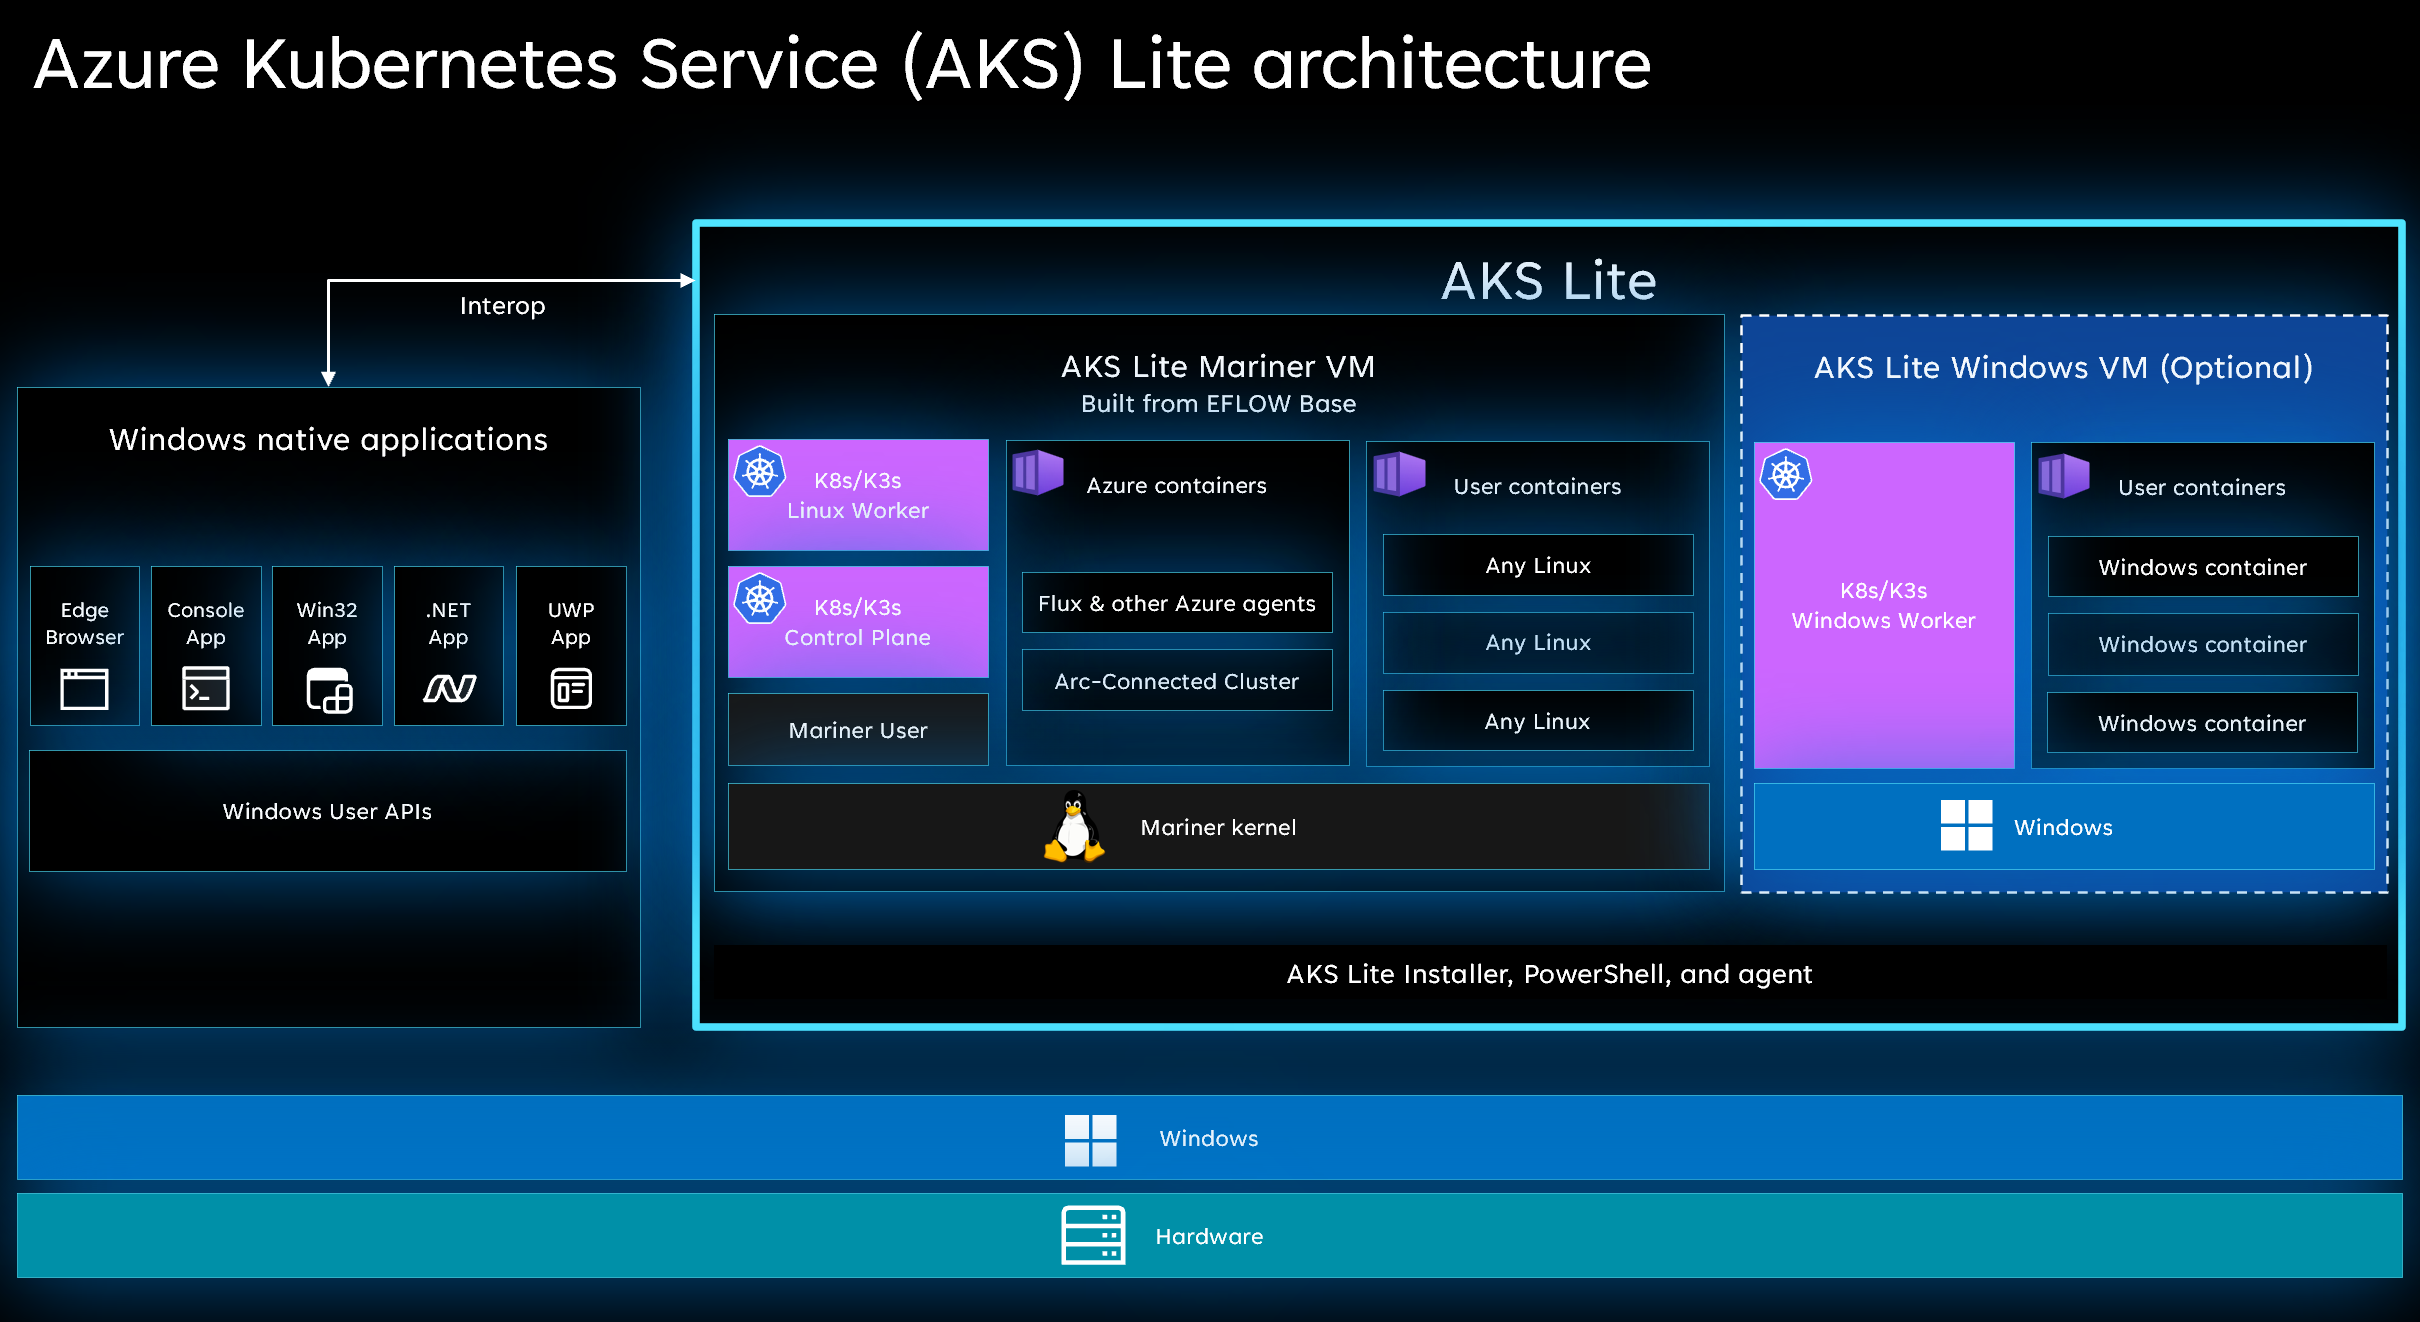 Azure Kubernetes Service (AKS) Lite architecture
Interop
Windows native applications
Edge
Browser
Console
App
Win32
App
.NET
App
UWP
App
Windows User APIs
AKS Lite
AKS Lite Mariner VM
Built from EFLOW Base
K8s/K3s
Linux Worker
K8s/K3s
Control Plane
Mariner User
Azure containers
Flux & other Azure agents
Arc-Connected Cluster
User containers
Any Linux
Any Linux
Any Linux
Mariner kernel
AKS Lite Windows VM (Optional)
K8s/K3s
Windows Worker
User containers
Windows container
Windows container
Windows container
Windows
AKS Lite Installer, PowerShell, and agent
Windows
Hardware